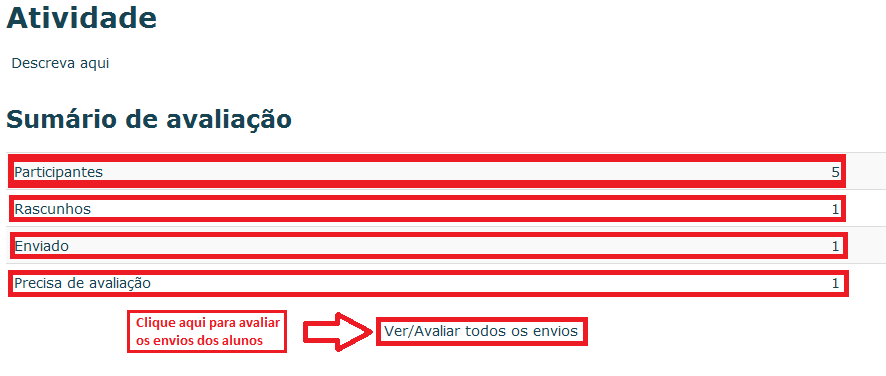 Atividade
Descreva aqui
Sumário de avaliação
Participantes 5
Rascunhos 1
Enviado 1
Precisa de avaliação 1
Clique aqui para avaliar
os envios dos alunos
Ver/Avaliar todos os envios